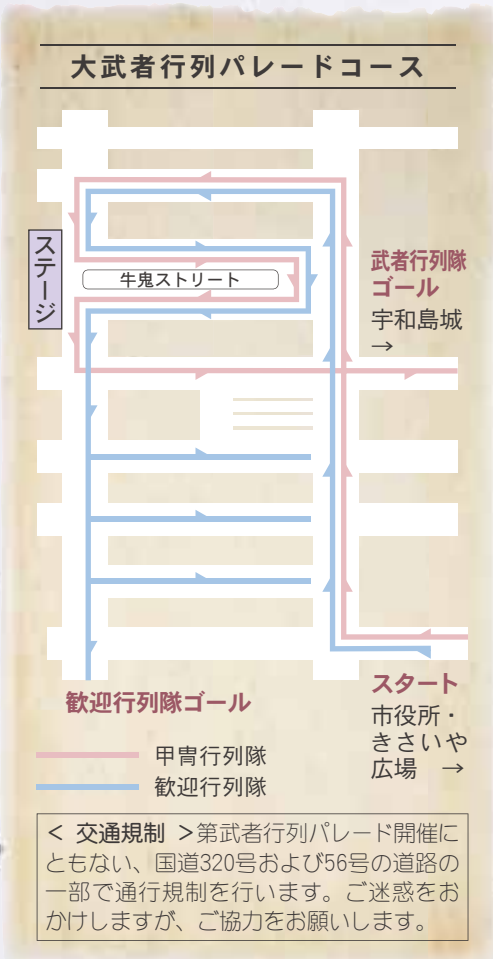 大武者行列パレードコース
ステージ
牛鬼ストリート
武者行列隊
ゴール
宇和島城
→
歓迎行列隊ゴール
スタート
市役所・
きさいや
広場 →
甲冑行列隊
歓迎行列隊
< 交通規制 >第武者行列パレード開催に
ともない、国道320号および56号の道路の
一部で通行規制を行います。ご迷惑をお
かけしますが、ご協力をお願いします。